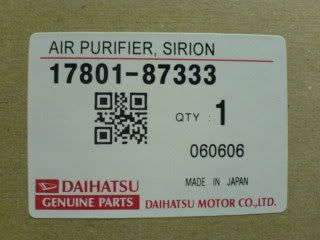 AIR PURIFIER, SIRION
17801-87333
QTY : 1
060606
MADE IN JAPAN
DAIHATSU
GENUINE PARTS
DAIHATSU MOTOR CO.,LTD.